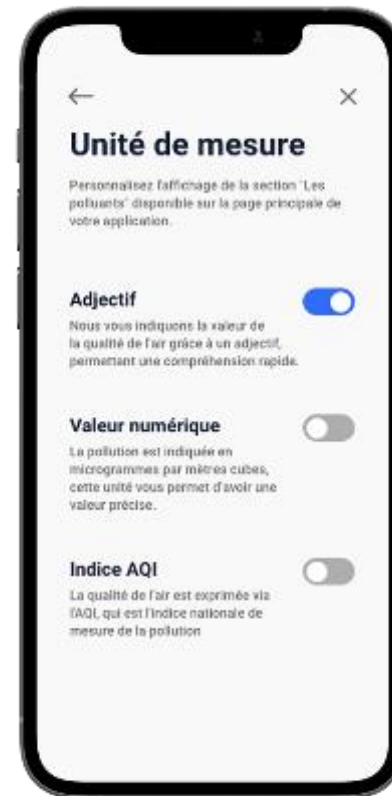 Unité de mesure
Personnalisez l'affichage de la section "Les
polluants" disponible sur la page principale de
votre application.
Adjectif
Nous vous indiquons la valeur de
la qualité de l'air grâce à un adjectif,
permettant une compréhension rapide.
Valeur numérique
La pollution est indiquée en
microgrammes par mètres cubes,
cette unité vous permet d'avoir une
valeur précise.
Indice AQI
La qualité de l'air est exprimée via
l'AQI, qui est l'indice nationale de
mesure de la pollution